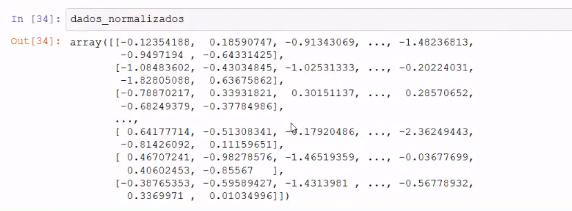 In [34]: dados_normalizados
Out[34]: array([[-0.12354188, 0.18590747, -0.91343069, ..., -1.48236813,
-0.9497194 , -0.64331425],
[-1.08483602, -0.43034845, -1.02531333, ..., -0.20224031,
-1.82805088, 0.63675862],
[-0.78870217, 0.33931821, 0.30151137, ..., 0.28570652,
-0.68249379, -0.37784986],
...,
[ 0.64177714, -0.51308341, -0.17920486, ..., -2.36249443,
-0.81426092, 0.11159651],
[ 0.46707241, -0.98278576, -1.46519359, ..., -0.03677699,
0.40602453, -0.85567 ],
[-0.38765353, -0.59589427, -1.4313981 , ..., -0.56778932,
0.3369971 , 0.01034996]])